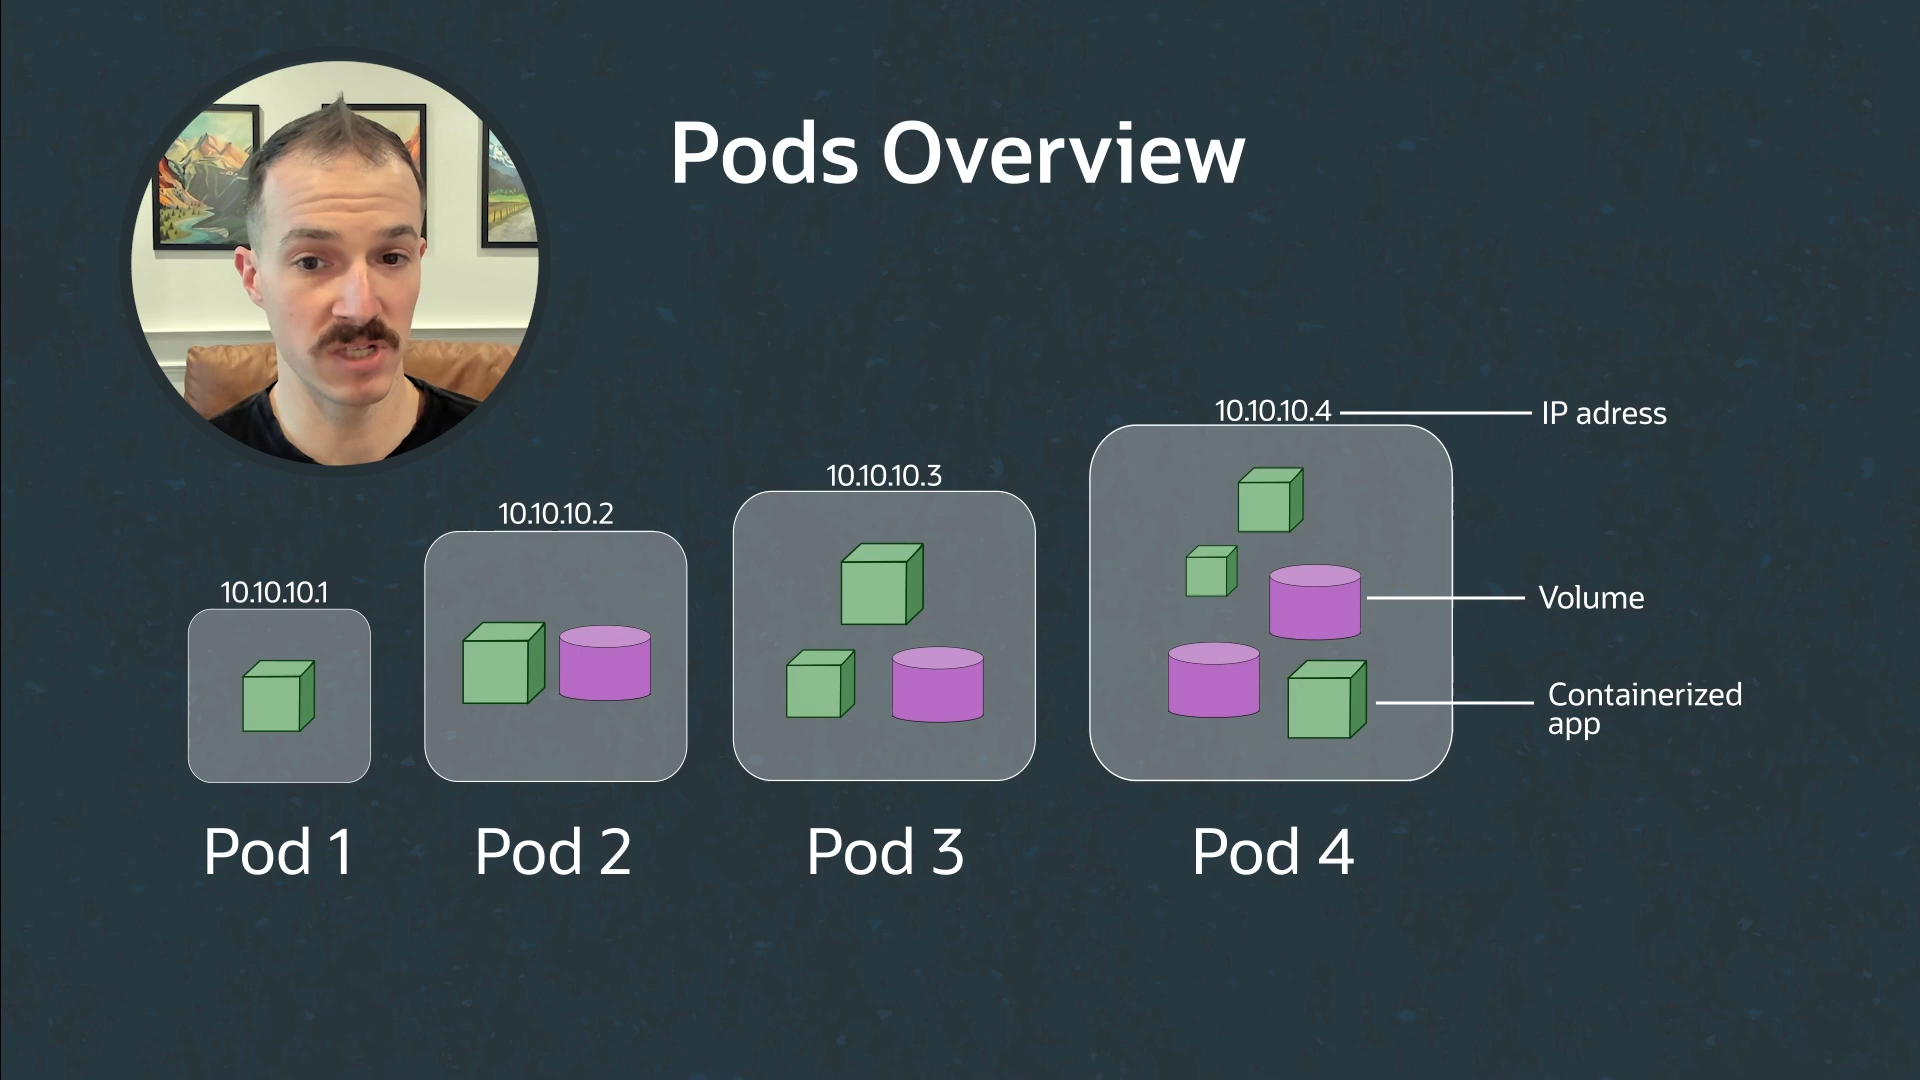 Pods Overview
10.10.10.4
IP adress
10.10.10.3
10.10.10.2
10.10.10.1
Volume
Containerized
app
Pod 1
Pod 2
Pod 3
Pod 4